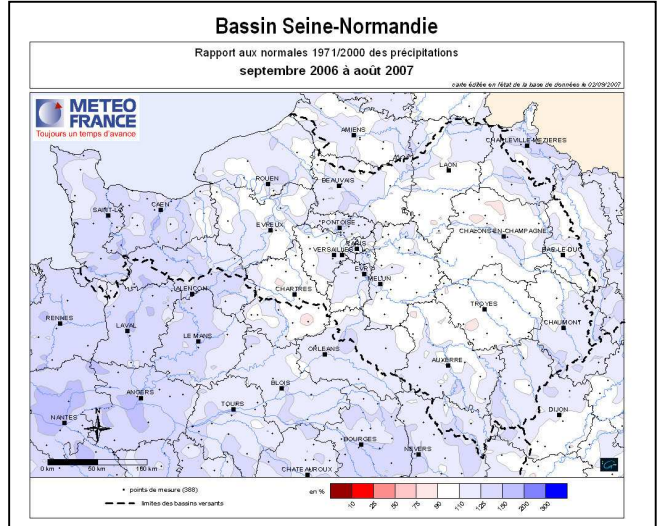 Bassin Seine-Normandie
Rapport aux normales 1971/2000 des précipitations
septembre 2006 à août 2007
carte éditée en l'état de la base de données le 02/09/2007
METEO
FRANCE
Toujours un temps d'avance
AMIENS
CHARLEVILLE-MEZIERES
LAON
ROUEN
BEAUVAIS
SAINT-LO
CAEN
EVREUX
PONTOISE
CHALONS-EN-CHAMPAGNE
PARIS
VERSAILLES
BAR-LE-DUC
EVRY
MELUN
ALENCON
CHARTRES
TROYES
RENNES
LAVAL
CHAUMONT
LE MANS
ORLEANS
AUXERRE
BLOIS
ANGERS
TOURS
NANTES
DIJON
BOURGES
NEVERS
CHATEAUROUX
N
0 km 50 km 100 km
points de mesure (388)
limites des bassins versants
en %
10 25 50 75 90 110 125 150 200 300